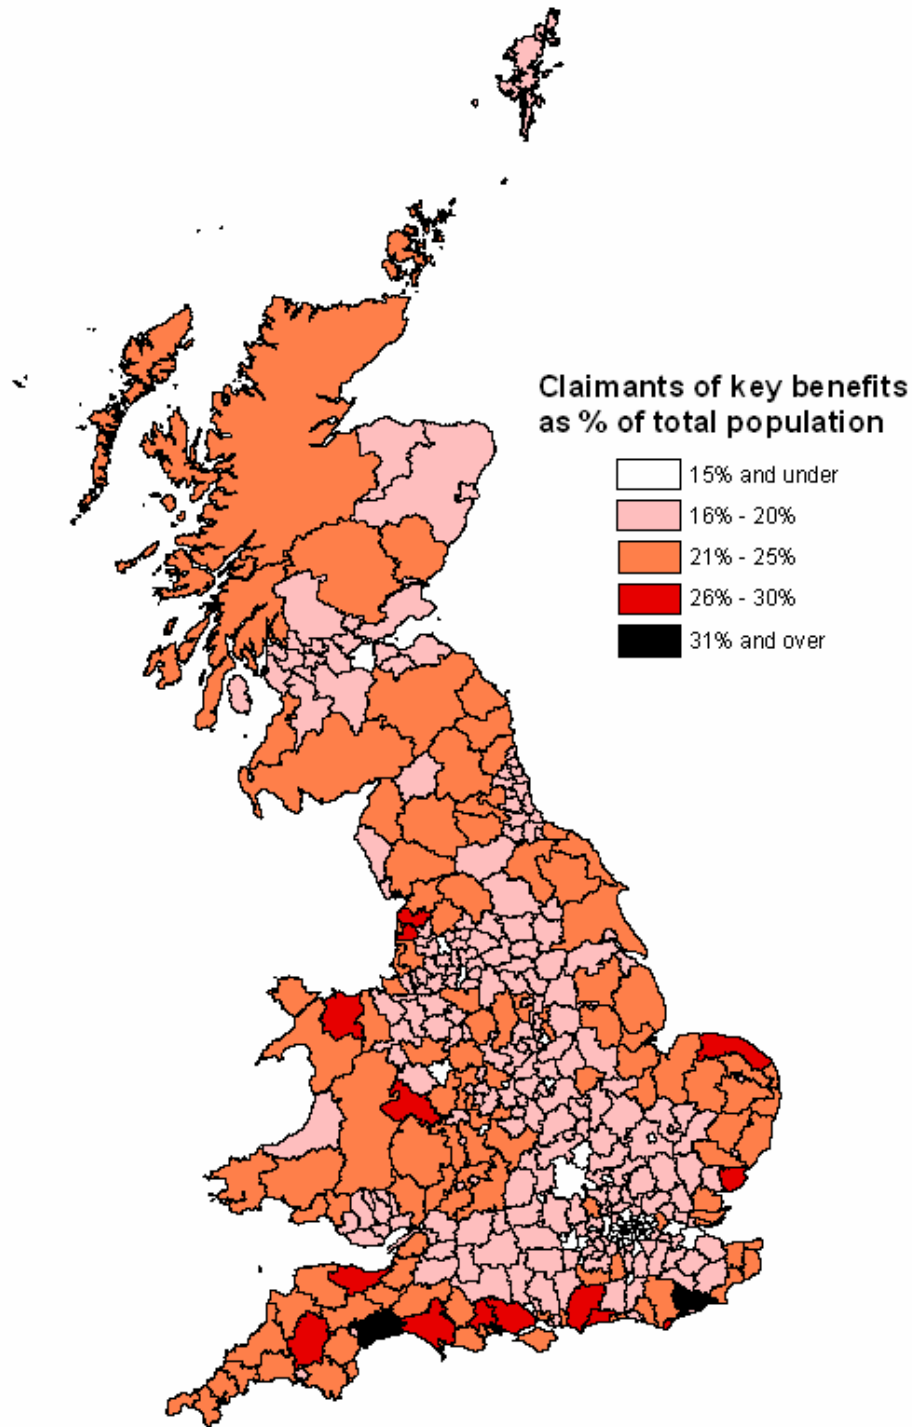 Claimants of key benefits
as % of total population
15% and under
16% - 20%
21% - 25%
26% - 30%
31% and over